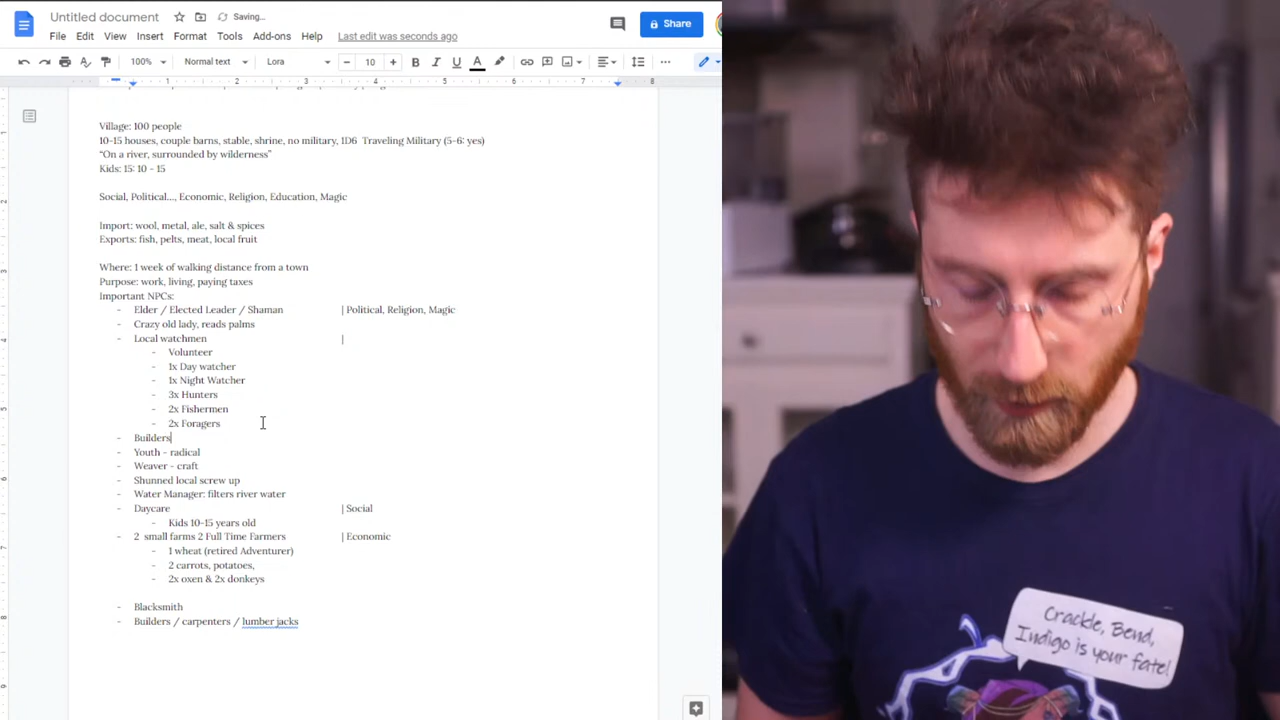 Untitled document
Saving...
File Edit View Insert Format Tools Add-ons Help Last edit was seconds ago
Share
100% Normal text Lora 10 B I U A
1 2 3 4 5 6 7 8
Village: 100 people
10-15 houses, couple barns, stable, shrine, no military, 1D6 Traveling Military (5-6: yes)
“On a river, surrounded by wilderness”
Kids: 15: 10 - 15
Social, Political..., Economic, Religion, Education, Magic
Import: wool, metal, ale, salt & spices
Exports: fish, pelts, meat, local fruit
Where: 1 week of walking distance from a town
Purpose: work, living, paying taxes
Important NPCs:
- Elder / Elected Leader / Shaman | Political, Religion, Magic
- Crazy old lady, reads palms
- Local watchmen |
- Volunteer
- 1x Day watcher
- 1x Night Watcher
- 3x Hunters
- 2x Fishermen
- 2x Foragers
- Builders
- Youth - radical
- Weaver - craft
- Shunned local screw up
- Water Manager: filters river water
- Daycare | Social
- Kids 10-15 years old
- 2 small farms 2 Full Time Farmers | Economic
- 1 wheat (retired Adventurer)
- 2 carrots, potatoes,
- 2x oxen & 2x donkeys
- Blacksmith
- Builders / carpenters / lumber jacks
Crackle, Bend,
Indigo is your fate!